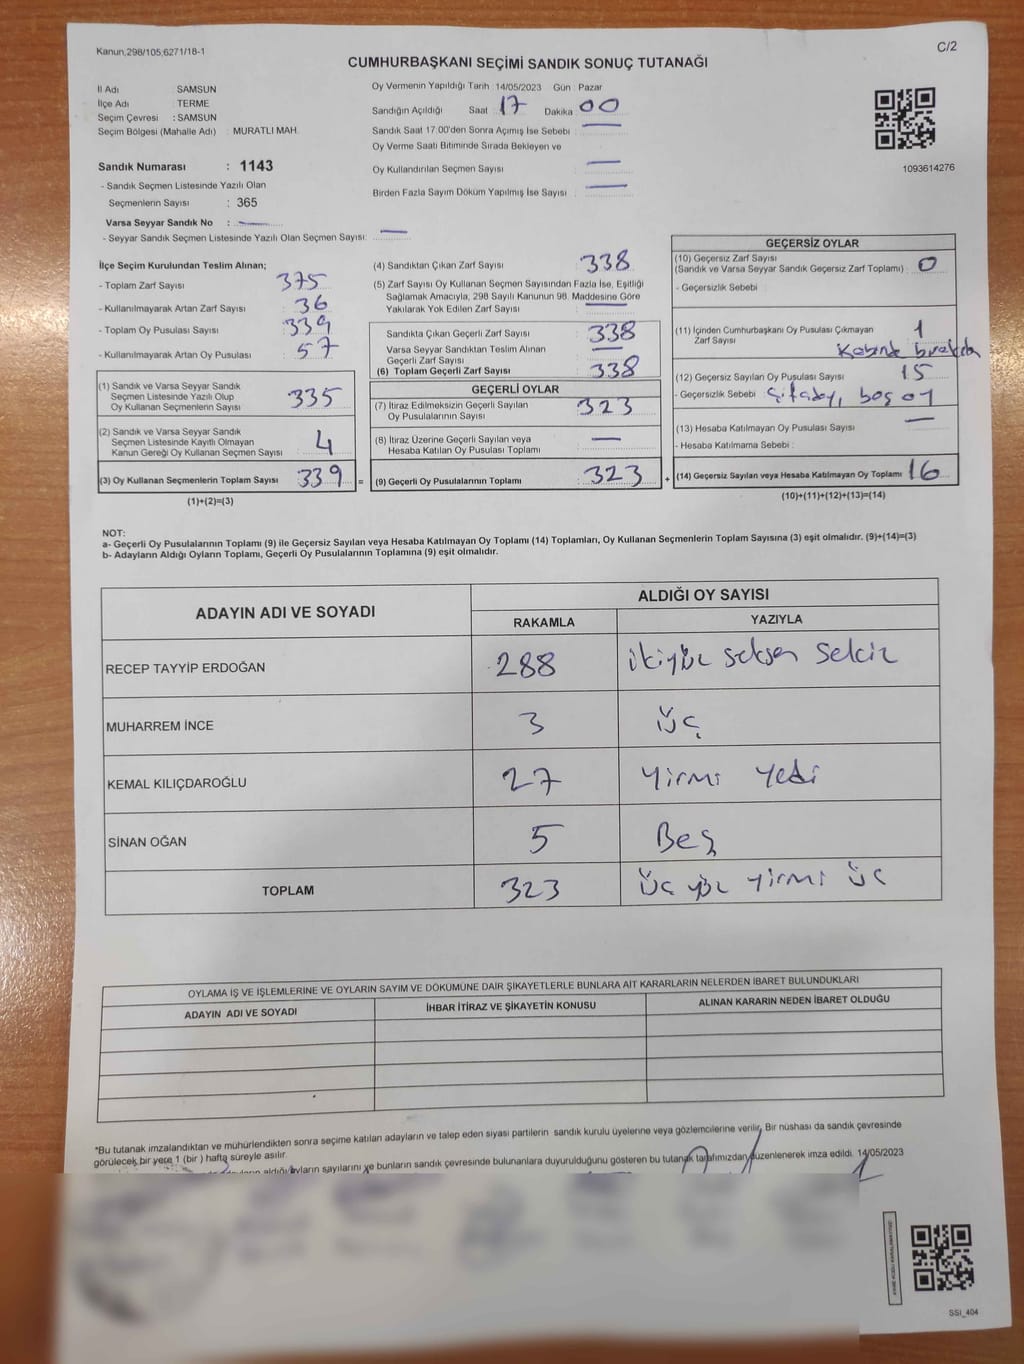 Kanun,298/105,6271/18-1
C/2
CUMHURBAŞKANI SEÇİMİ SANDIK SONUÇ TUTANAĞI
İl Adı : SAMSUN
İlçe Adı : TERME
Seçim Çevresi : SAMSUN
Seçim Bölgesi (Mahalle Adı) : MURATLI MAH.
Sandık Numarası : 1143
- Sandık Seçmen Listesinde Yazılı Olan
Seçmenlerin Sayısı : 365
Varsa Seyyar Sandık No : —
- Seyyar Sandık Seçmen Listesinde Yazılı Olan Seçmen Sayısı: —
Oy Vermenin Yapıldığı Tarih : 14/05/2023 Gün : Pazar
Sandığın Açıldığı Saat 17 Dakika 00
Sandık Saat 17.00'den Sonra Açımış İse Sebebi : —
Oy Verme Saati Bitiminde Sırada Bekleyen ve
Oy Kullandırılan Seçmen Sayısı : —
Birden Fazla Sayım Döküm Yapılmış İse Sayısı : —
1093614276
İlçe Seçim Kurulundan Teslim Alınan;
- Toplam Zarf Sayısı : 375
- Kullanılmayarak Artan Zarf Sayısı : 36
- Toplam Oy Pusulası Sayısı : 339
- Kullanılmayarak Artan Oy Pusulası : 57
(1) Sandık ve Varsa Seyyar Sandık
Seçmen Listesinde Yazılı Olup
Oy Kullanan Seçmenlerin Sayısı : 335
(2) Sandık ve Varsa Seyyar Sandık
Seçmen Listesinde Kayıtlı Olmayan
Kanun Gereği Oy Kullanan Seçmen Sayısı : 4
(3) Oy Kullanan Seçmenlerin Toplam Sayısı : 339 =
(1)+(2)=(3)
(4) Sandıktan Çıkan Zarf Sayısı : 338
(5) Zarf Sayısı Oy Kullanan Seçmen Sayısından Fazla İse, Eşitliği
Sağlamak Amacıyla, 298 Sayılı Kanunun 98. Maddesine Göre
Yakılarak Yok Edilen Zarf Sayısı : —
Sandıkta Çıkan Geçerli Zarf Sayısı : 338
Varsa Seyyar Sandıktan Teslim Alınan
Geçerli Zarf Sayısı : —
(6) Toplam Geçerli Zarf Sayısı : 338
GEÇERLİ OYLAR
(7) İtiraz Edilmeksizin Geçerli Sayılan
Oy Pusulalarının Sayısı : 323
(8) İtiraz Üzerine Geçerli Sayılan veya
Hesaba Katılan Oy Pusulası Toplamı : —
(9) Geçerli Oy Pusulalarının Toplamı : 323 +
GEÇERSİZ OYLAR
(10) Geçersiz Zarf Sayısı
(Sandık ve Varsa Seyyar Sandık Geçersiz Zarf Toplamı) : 0
- Geçersizlik Sebebi :
(11) İçinden Cumhurbaşkanı Oy Pusulası Çıkmayan
Zarf Sayısı : 1
(12) Geçersiz Sayılan Oy Pusulası Sayısı : 15
- Geçersizlik Sebebi : boş oy
(13) Hesaba Katılmayan Oy Pusulası Sayısı : —
- Hesaba Katılmama Sebebi :
(14) Geçersiz Sayılan veya Hesaba Katılmayan Oy Toplamı : 16
(10)+(11)+(12)+(13)=(14)
NOT:
a- Geçerli Oy Pusulalarının Toplamı (9) ile Geçersiz Sayılan veya Hesaba Katılmayan Oy Toplamı (14) Toplamları, Oy Kullanan Seçmenlerin Toplam Sayısına (3) eşit olmalıdır. (9)+(14)=(3)
b- Adayların Aldığı Oyların Toplamı, Geçerli Oy Pusulalarının Toplamına (9) eşit olmalıdır.
ADAYIN ADI VE SOYADI
ALDIĞI OY SAYISI
RAKAMLA YAZIYLA
RECEP TAYYİP ERDOĞAN 288 ikiyüz seksen sekiz
MUHARREM İNCE 3 Üç
KEMAL KILIÇDAROĞLU 27 Yirmi Yedi
SİNAN OĞAN 5 Beş
TOPLAM 323 Üç yüz yirmi üç
OYLAMA İŞ VE İŞLEMLERİNE VE OYLARIN SAYIM VE DÖKÜMÜNE DAİR ŞİKAYETLERLE BUNLARA AİT KARARLARIN NELERDEN İBARET BULUNDUKLARI
ADAYIN ADI VE SOYADI İHBAR İTİRAZ VE ŞİKAYETİN KONUSU ALINAN KARARIN NEDEN İBARET OLDUĞU
*Bu tutanak imzalandıktan ve mühürlendikten sonra seçime katılan adayların ve talep eden siyasi partilerin sandık kurulu üyelerine veya gözlemcilerine verilir. Bir nüshası da sandık çevresinde
görülecek bir yere 1 (bir ) hafta süreyle asılır.
aldığı oyların sayılarını ve bunların sandık çevresinde bulunanlara duyurulduğunu gösteren bu tutanak tarafımızdan düzenlenerek imza edildi. 14/05/2023
SSI_404